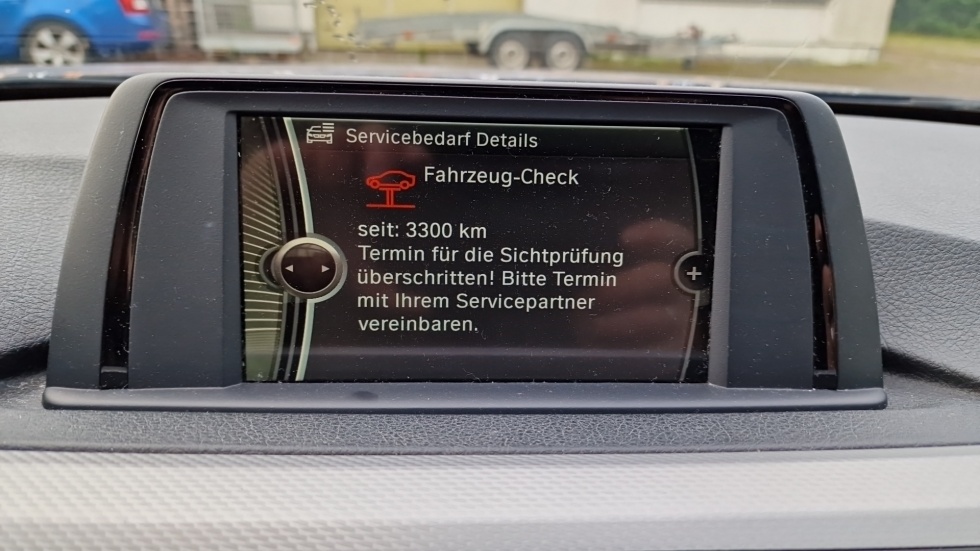 Servicebedarf Details
Fahrzeug-Check
seit: 3300 km
Termin für die Sichtprüfung
überschritten! Bitte Termin
mit Ihrem Servicepartner
vereinbaren.